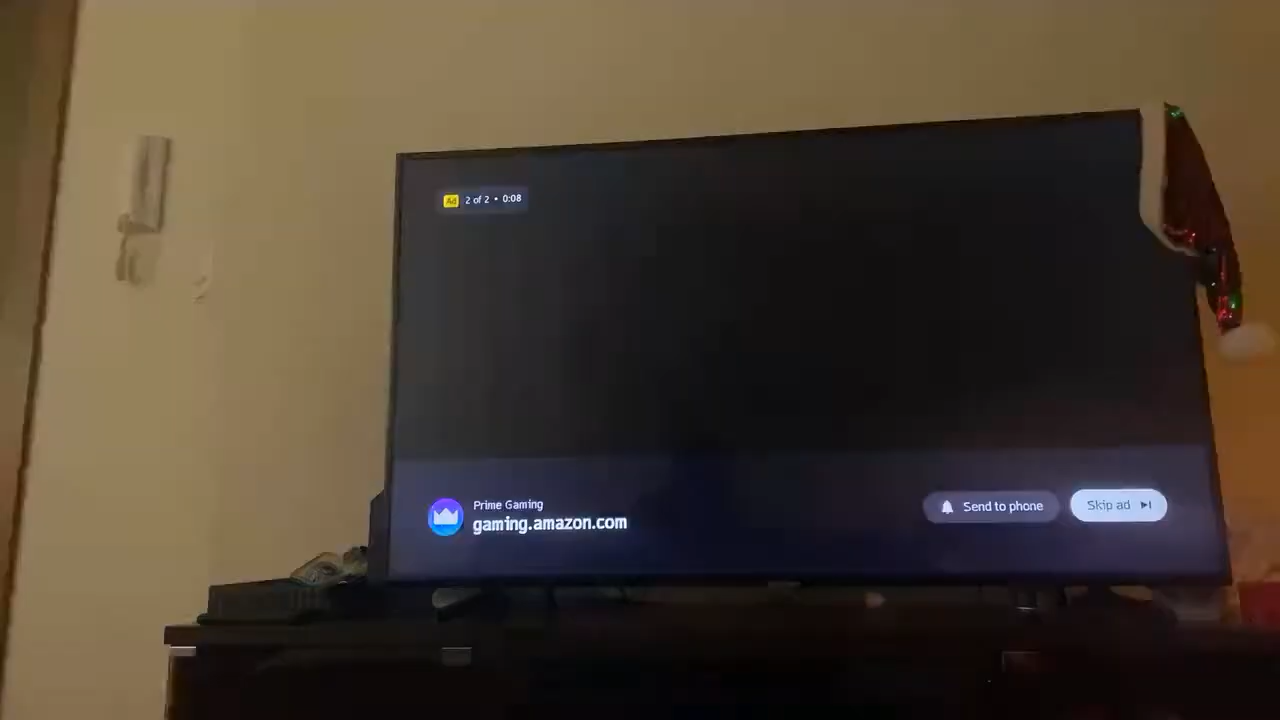 Ad 2 of 2 • 0:08
Prime Gaming
gaming.amazon.com
Send to phone
Skip ad